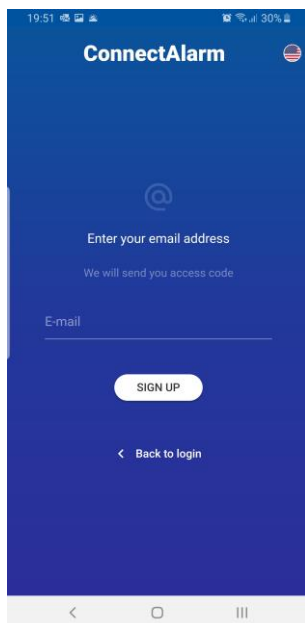 19:51 30%
ConnectAlarm
@
Enter your email address
We will send you access code
E-mail
SIGN UP
Back to login